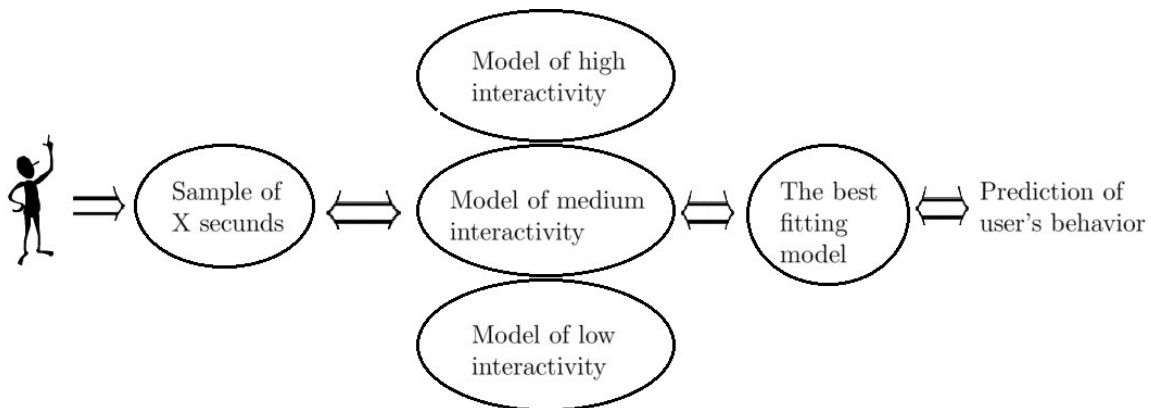 Model of high
interactivity
Sample of
X secunds
Model of medium
interactivity
The best
fitting
model
Prediction of
user's behavior
Model of low
interactivity